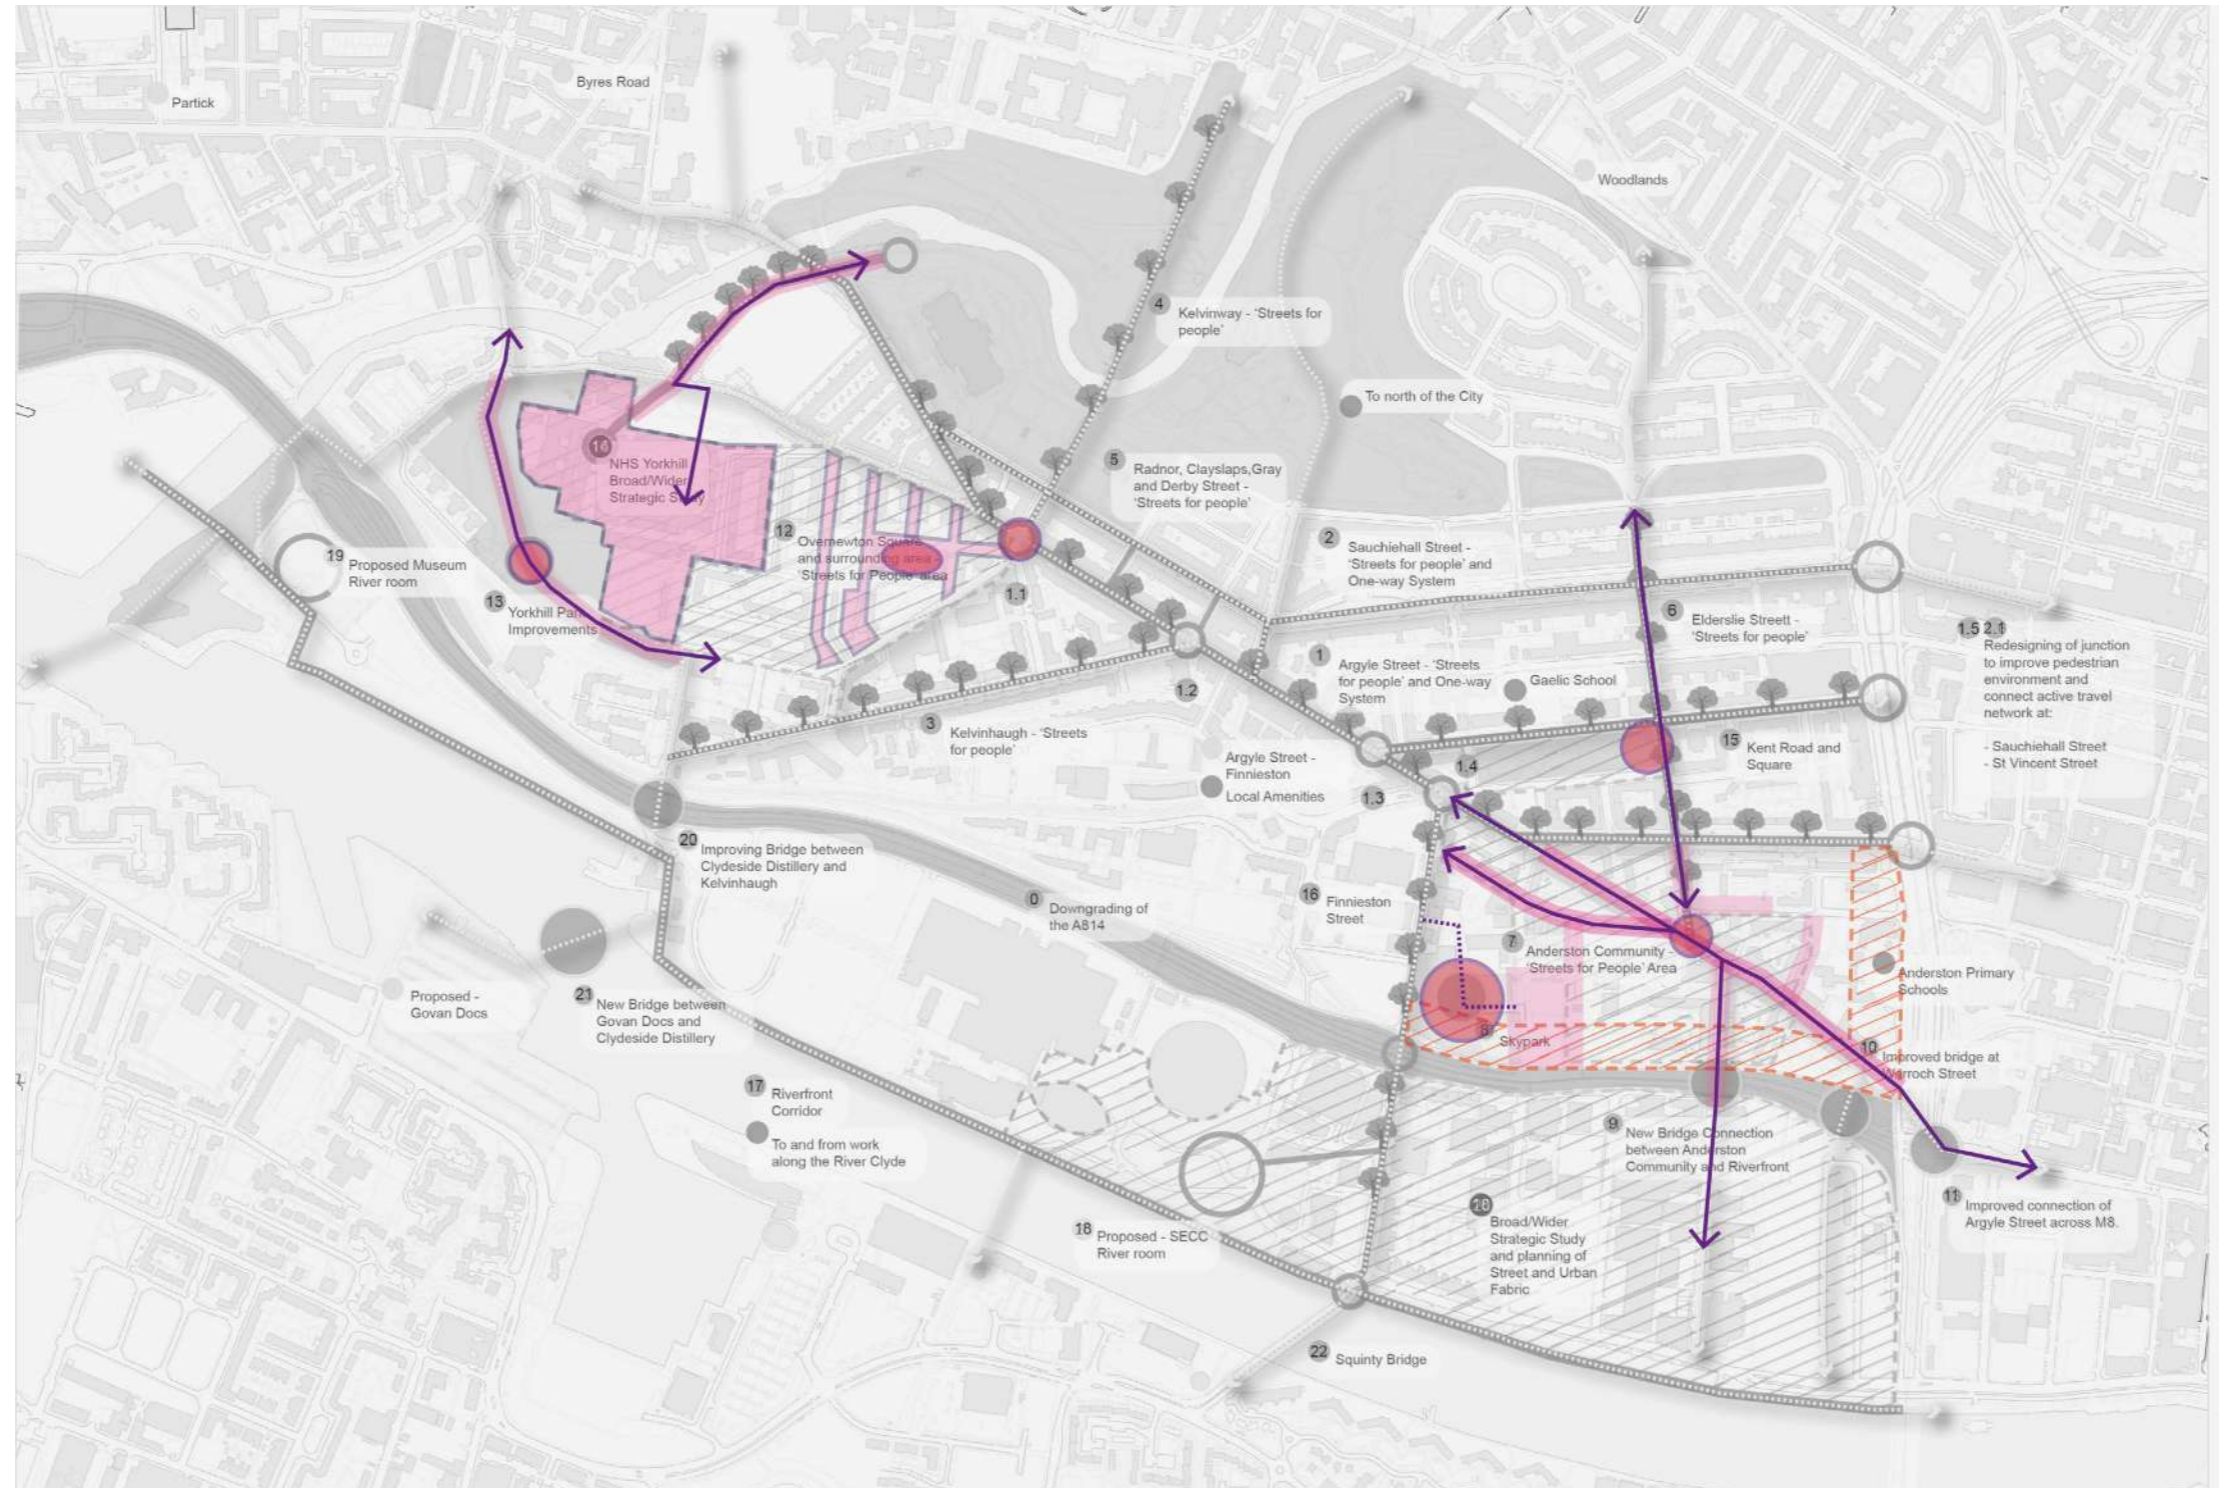 Partick
Byres Road
Woodlands
4
Kelvinway - 'Streets for
people'
To north of the City
5
Radnor, Clayslaps,Gray
and Derby Street -
'Streets for people'
NHS Yorkhill
Broad/Wider
Strategic Study
12
Overnewton Square
and surrounding area -
'Streets for People' area
2
Sauchiehall Street -
'Streets for people' and
One-way System
19
Proposed Museum
River room
13
Yorkhill Park
Improvements
1.1
6
Elderslie Streett -
'Streets for people'
1.5 2.1
Redesigning of junction
to improve pedestrian
environment and
connect active travel
network at:
- Sauchiehall Street
- St Vincent Street
1
Argyle Street - 'Streets
for people' and One-way
System
Gaelic School
1.2
3
Kelvinhaugh - 'Streets
for people'
15
Kent Road and
Square
Argyle Street -
Finnieston
Local Amenities
1.3
1.4
20
Improving Bridge between
Clydeside Distillery and
Kelvinhaugh
0
Downgrading of
the A814
16
Finnieston
Street
7
Anderston Community -
'Streets for People' Area
Anderston Primary
Schools
Proposed -
Govan Docs
21
New Bridge between
Govan Docs and
Clydeside Distillery
Skypark
10
Improved bridge at
Warroch Street
17
Riverfront
Corridor
To and from work
along the River Clyde
9
New Bridge Connection
between Anderston
Community and Riverfront
11
Improved connection of
Argyle Street across M8.
18
Proposed - SECC
River room
Broad/Wider
Strategic Study
and planning of
Street and Urban
Fabric
22
Squinty Bridge